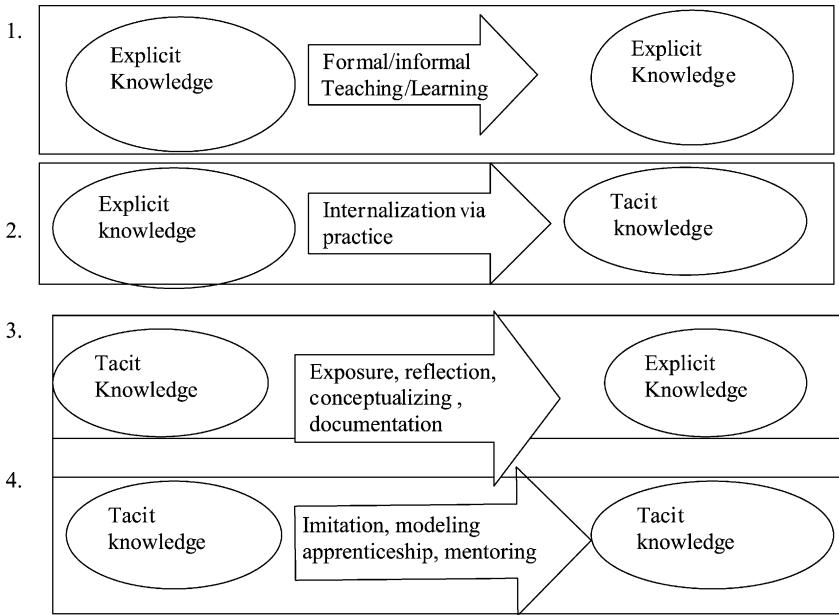 1.
Explicit
Knowledge
Formal/informal
Teaching/Learning
Explicit
Knowledge
2.
Explicit
knowledge
Internalization via
practice
Tacit
knowledge
3.
Tacit
Knowledge
Exposure, reflection,
conceptualizing ,
documentation
Explicit
Knowledge
4.
Tacit
knowledge
Imitation, modeling
apprenticeship, mentoring
Tacit
knowledge